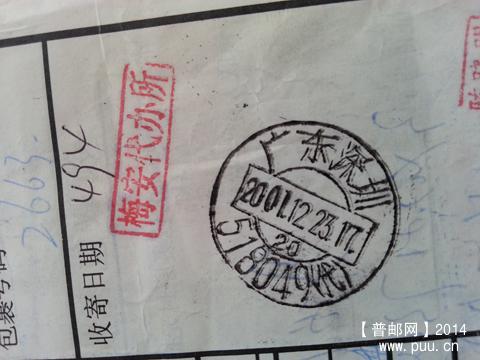 包裹号码
2663.
收寄日期
494
梅安代办所
广东深圳
2001.12.23.17.
29
518049(代)
【普邮网】2014
www.puu.cn